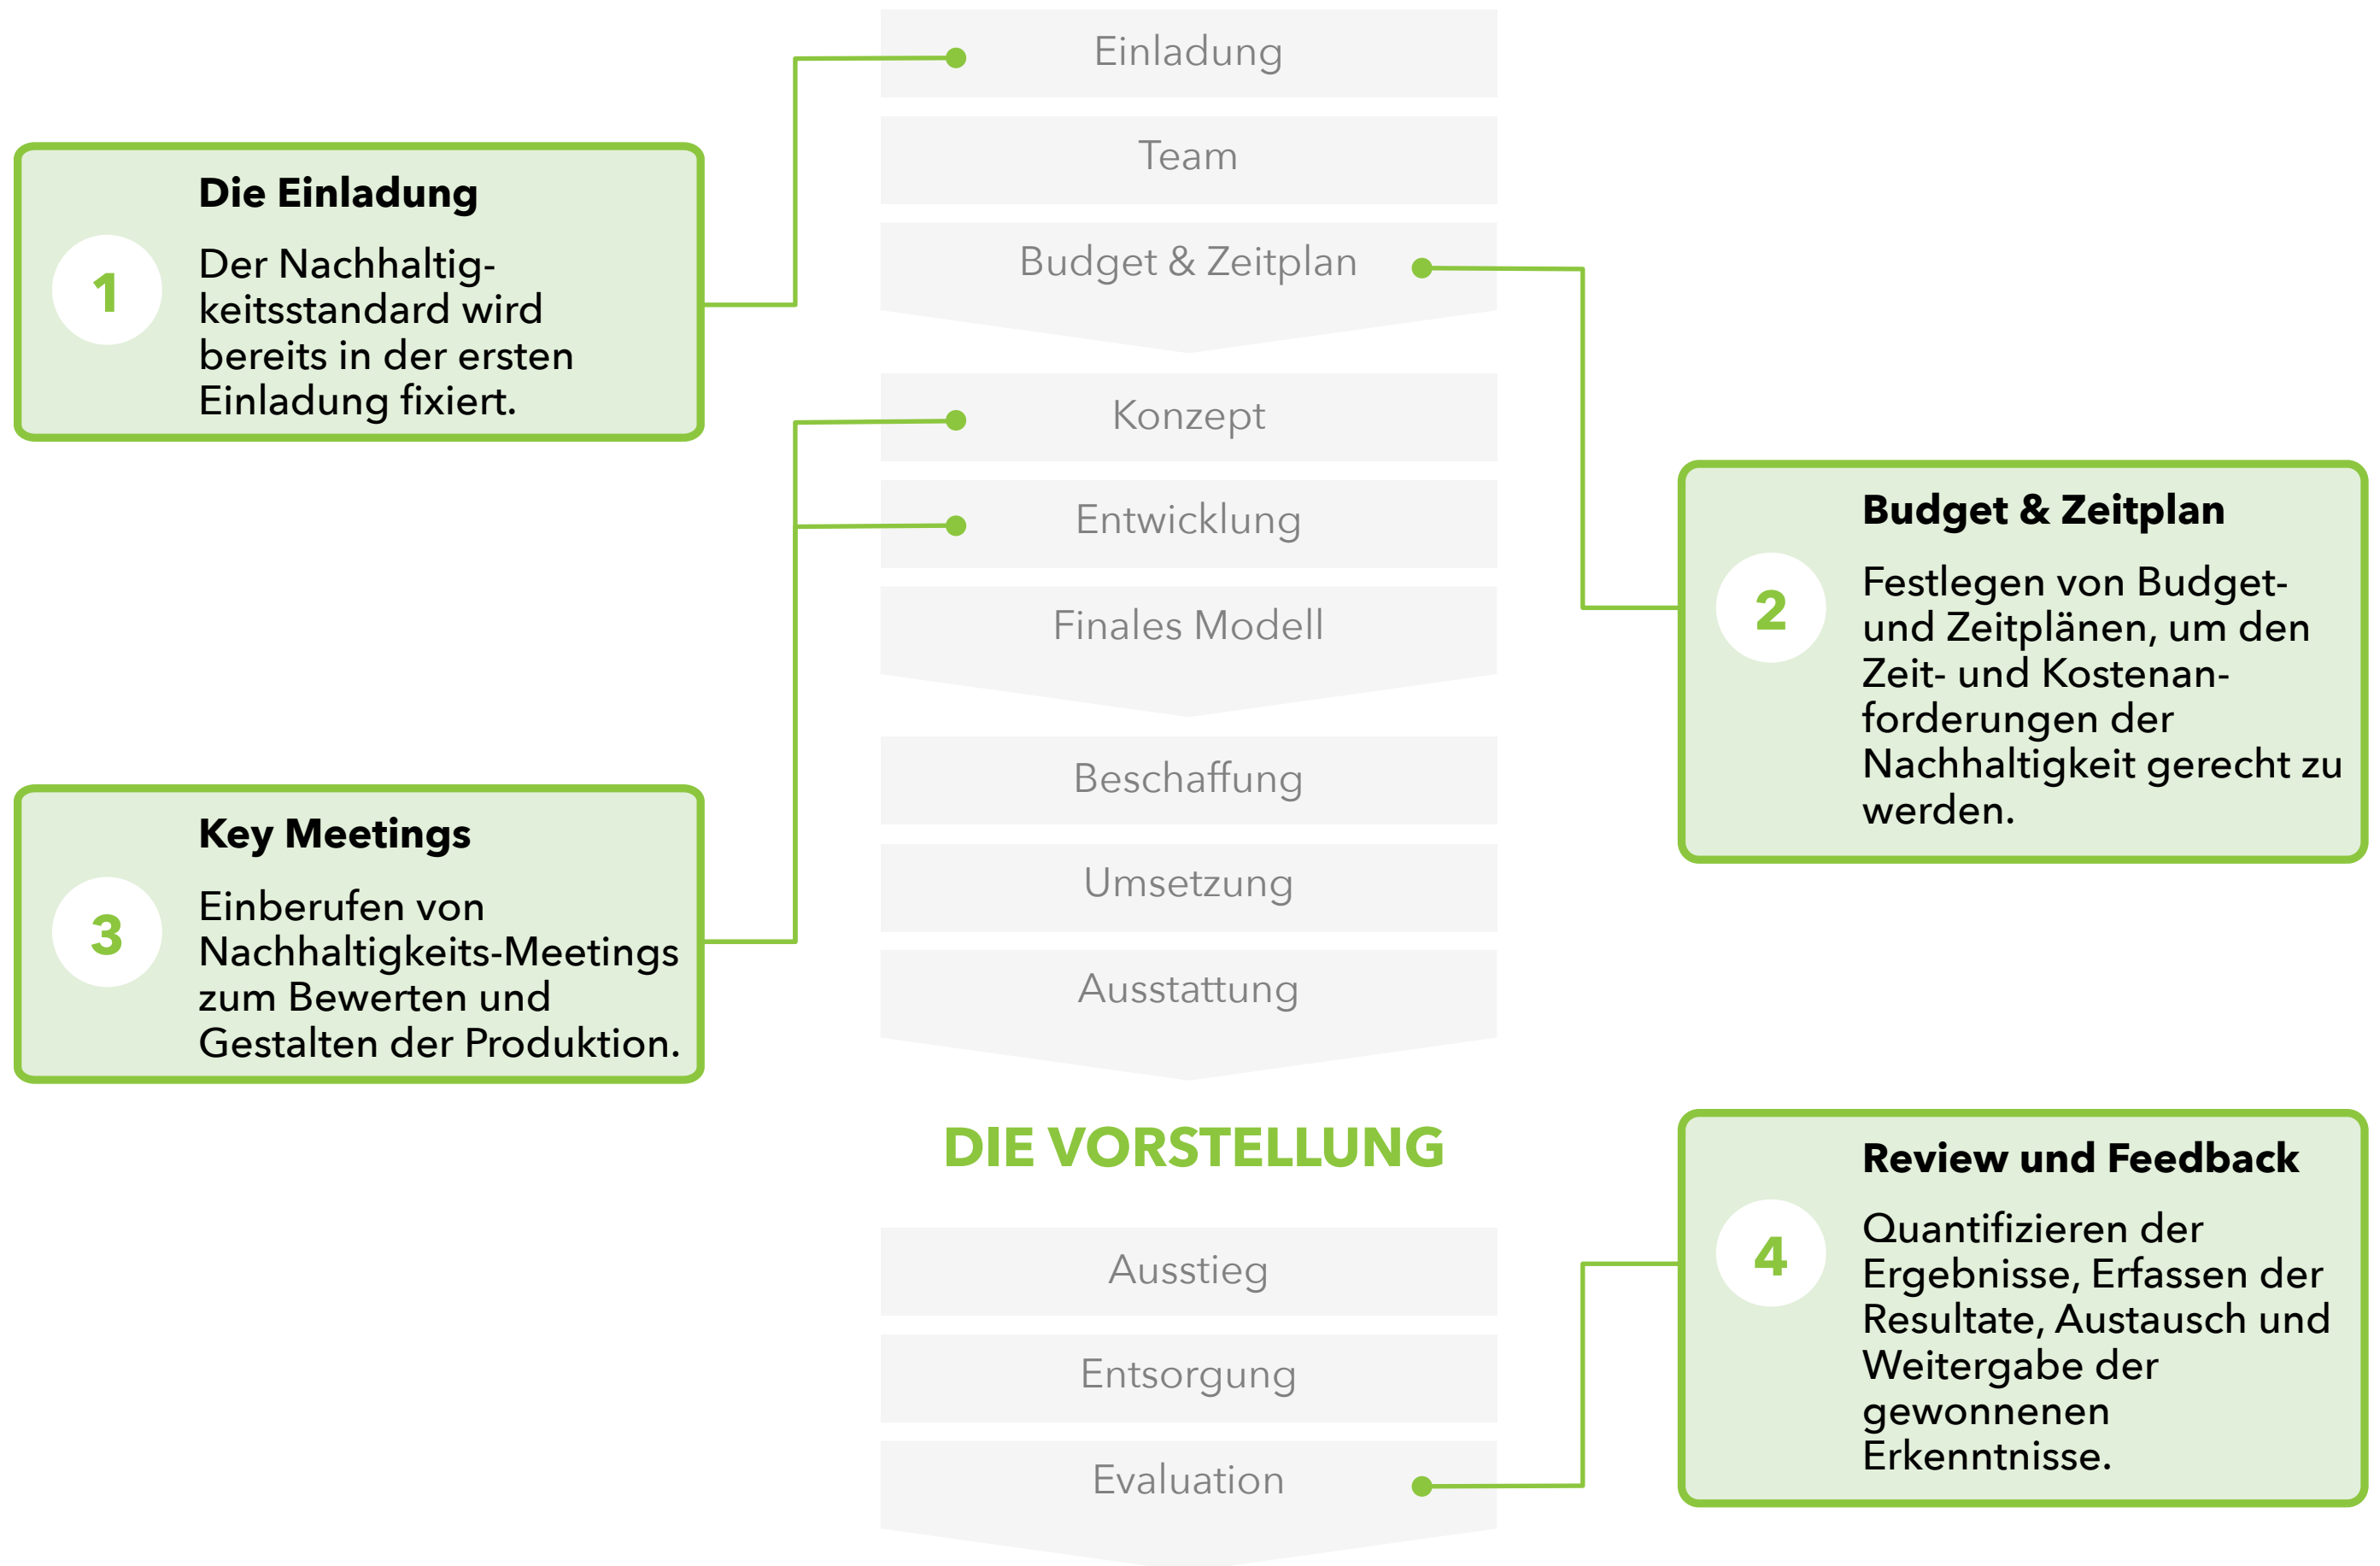 Einladung
Team
Budget & Zeitplan
Konzept
Entwicklung
Finales Modell
Beschaffung
Umsetzung
Ausstattung
DIE VORSTELLUNG
Ausstieg
Entsorgung
Evaluation
1
Die Einladung
Der Nachhaltig-
keitsstandard wird
bereits in der ersten
Einladung fixiert.
2
Budget & Zeitplan
Festlegen von Budget-
und Zeitplänen, um den
Zeit- und Kostenan-
forderungen der
Nachhaltigkeit gerecht zu
werden.
3
Key Meetings
Einberufen von
Nachhaltigkeits-Meetings
zum Bewerten und
Gestalten der Produktion.
4
Review und Feedback
Quantifizieren der
Ergebnisse, Erfassen der
Resultate, Austausch und
Weitergabe der
gewonnenen
Erkenntnisse.